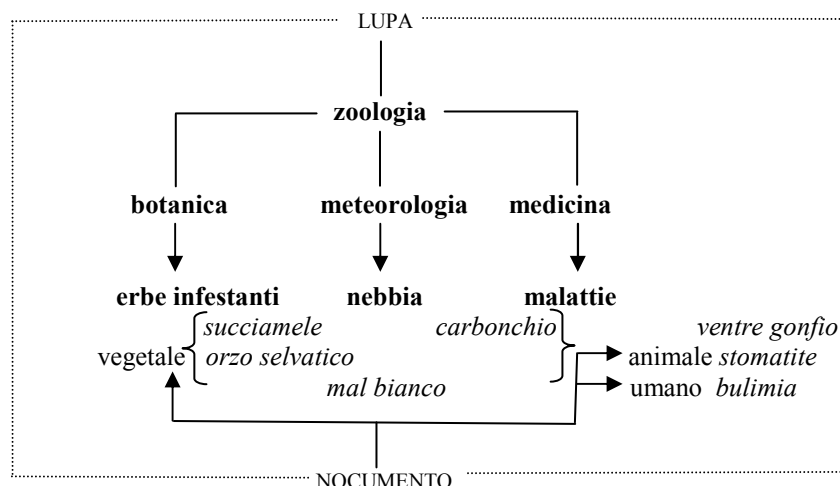 LUPA
zoologia
botanica meteorologia medicina
erbe infestanti nebbia malattie
succiamele carbonchio ventre gonfio
vegetale orzo selvatico animale stomatite
mal bianco umano bulimia
NOCUMENTO